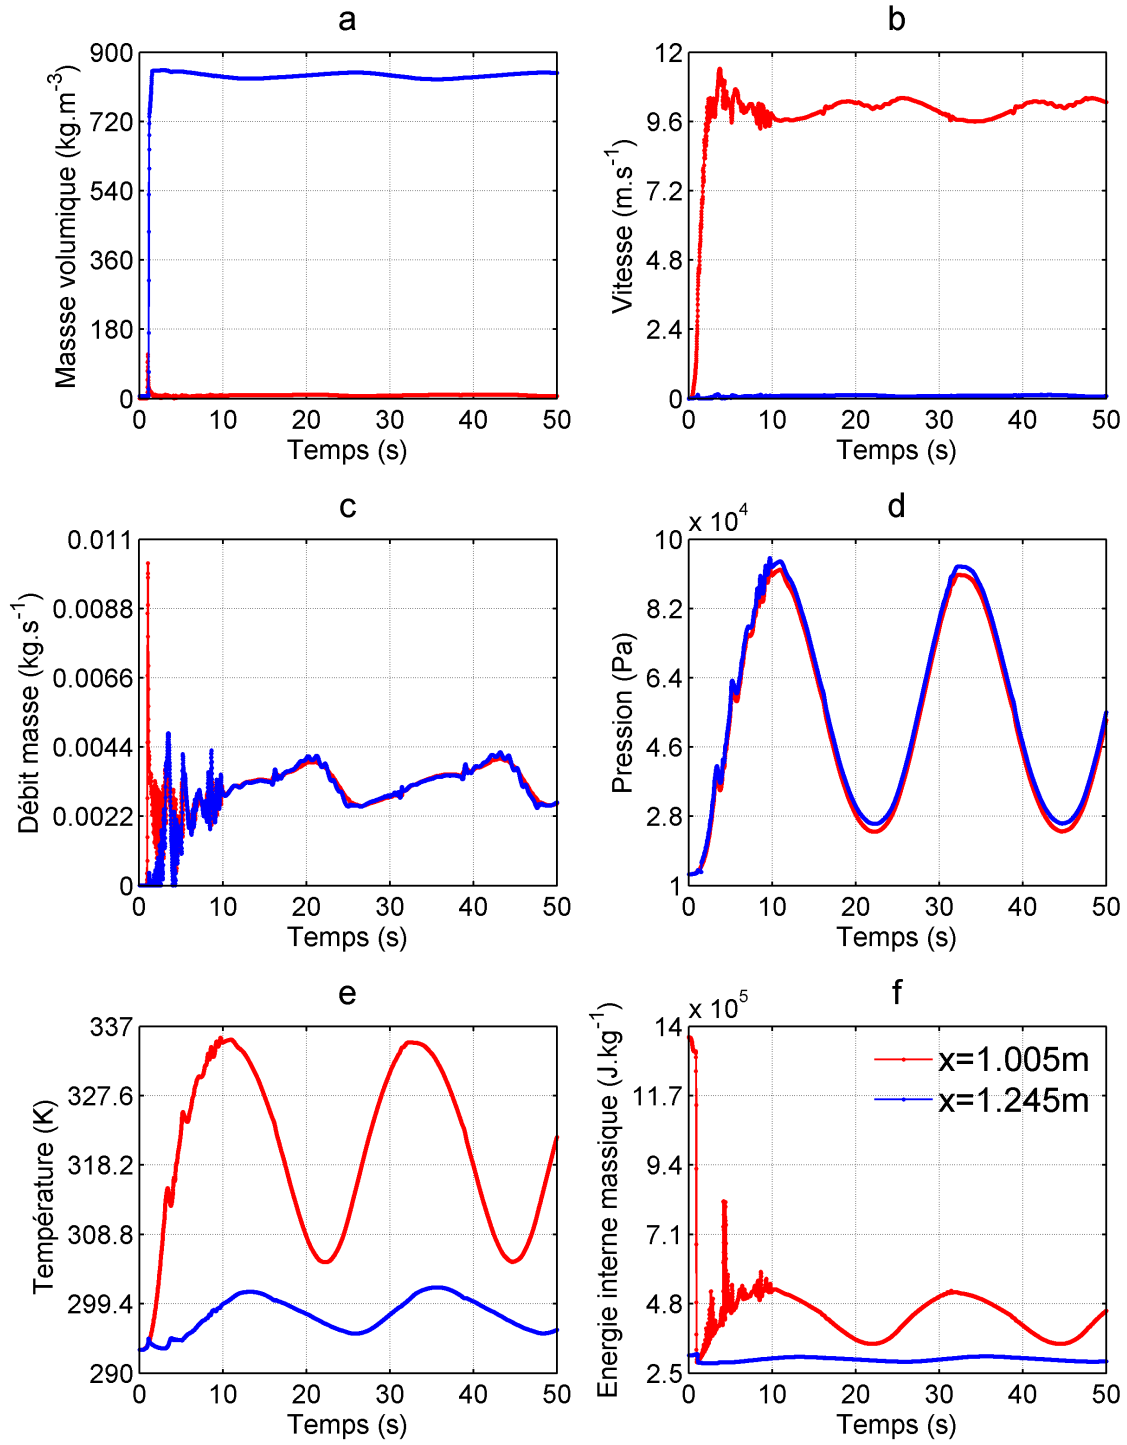 a
Massse volumique (kg.m-3)
900
720
540
360
180
0
0 10 20 30 40 50
Temps (s)
b
Vitesse (m.s-1)
12
9.6
7.2
4.8
2.4
0
0 10 20 30 40 50
Temps (s)
c
Débit masse (kg.s-1)
0.011
0.0088
0.0066
0.0044
0.0022
0
0 10 20 30 40 50
Temps (s)
d
x 10^4
Pression (Pa)
10
8.2
6.4
4.6
2.8
1
0 10 20 30 40 50
Temps (s)
e
Température (K)
337
327.6
318.2
308.8
299.4
290
0 10 20 30 40 50
Temps (s)
f
x 10^5
Energie interne massique (J.kg-1)
14
11.7
9.4
7.1
4.8
2.5
x=1.005m
x=1.245m
0 10 20 30 40 50
Temps (s)